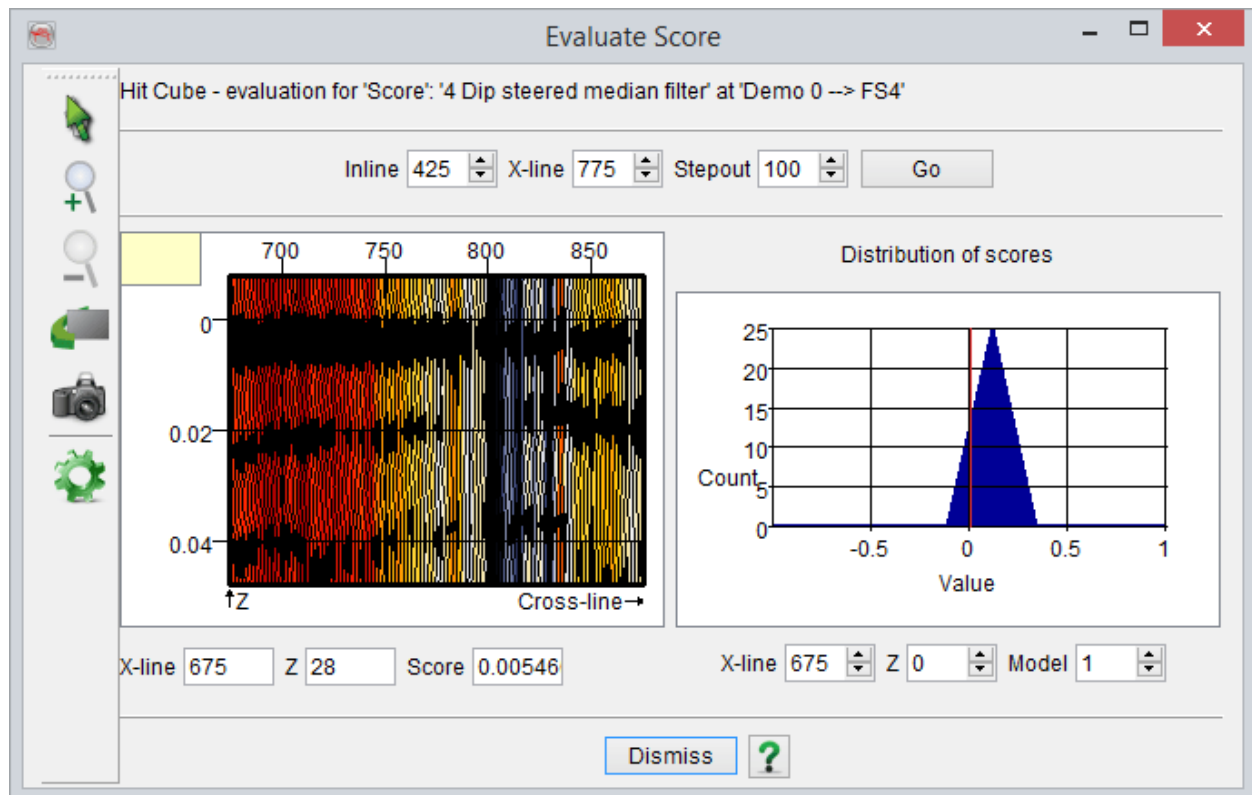 Evaluate Score
Hit Cube - evaluation for 'Score': '4 Dip steered median filter' at 'Demo 0 --> FS4'
Inline 425 X-line 775 Stepout 100 Go
700 750 800 850
0
0.02
0.04
Z Cross-line
Distribution of scores
25
20
15
10
Count
5
0
-0.5 0 0.5 1
Value
X-line 675 Z 28 Score 0.00546
X-line 675 Z 0 Model 1
Dismiss ?